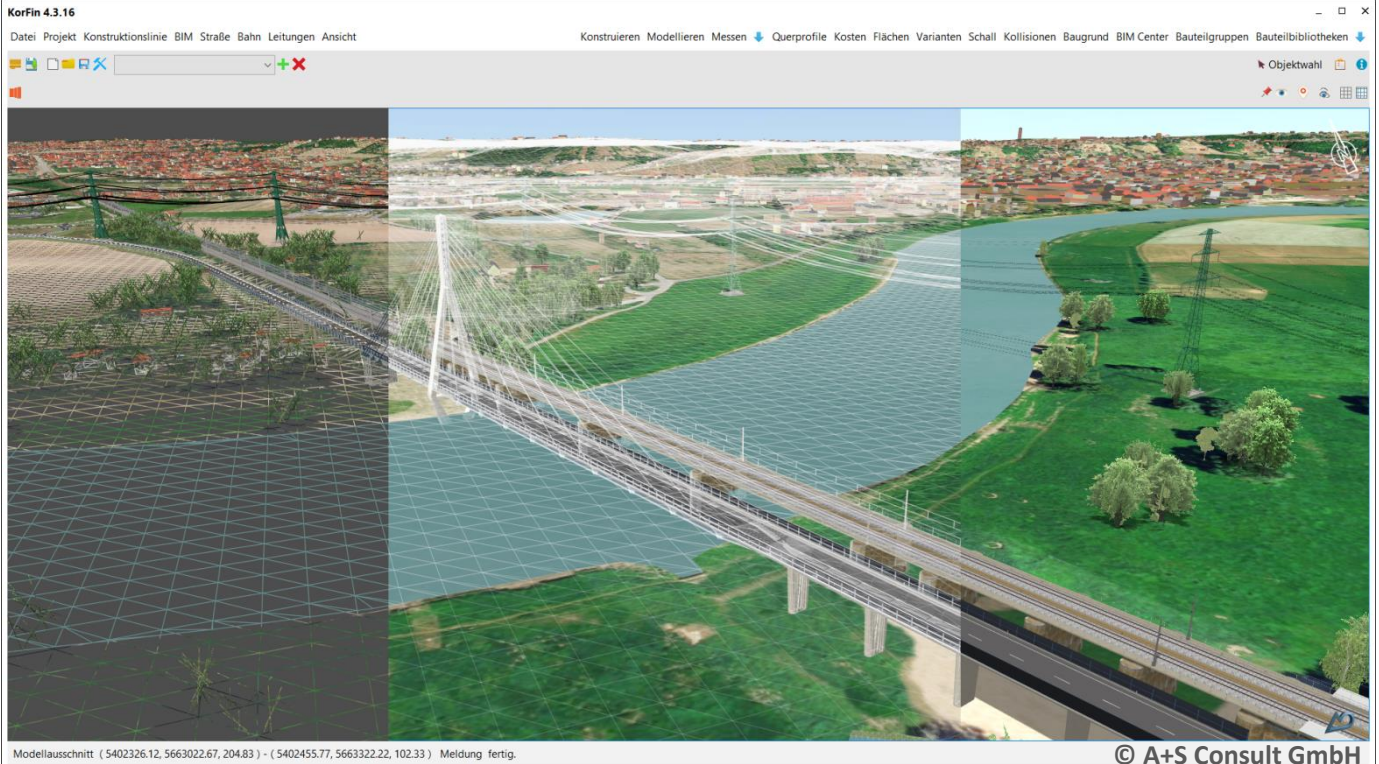 KorFin 4.3.16
Datei Projekt Konstruktionslinie BIM Straße Bahn Leitungen Ansicht Konstruieren Modellieren Messen Querprofile Kosten Flächen Varianten Schall Kollisionen Baugrund BIM Center Bauteilgruppen Bauteilbibliotheken
Objektwahl
Modellausschnitt ( 5402326.12, 5663022.67, 204.83 ) - ( 5402455.77, 5663322.22, 102.33 ) Meldung fertig.
© A+S Consult GmbH